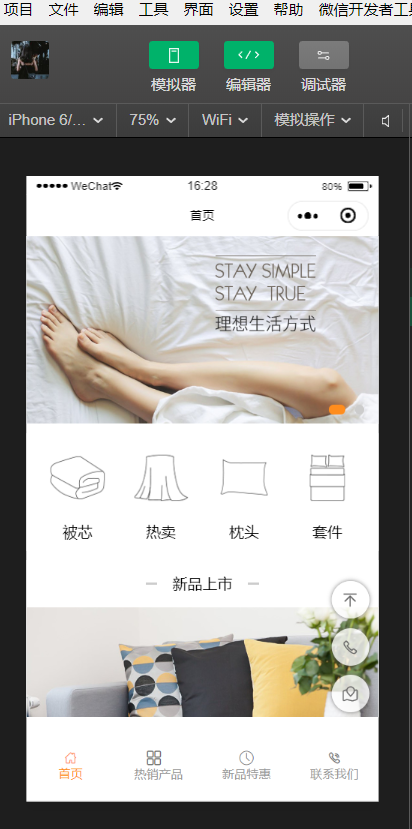 项目 文件 编辑 工具 界面 设置 帮助 微信开发者工具
模拟器 编辑器 调试器
iPhone 6/... 75% WiFi 模拟操作
WeChat 16:28 80%
首页
STAY SIMPLE
STAY TRUE
理想生活方式
被芯 热卖 枕头 套件
新品上市
首页 热销产品 新品特惠 联系我们